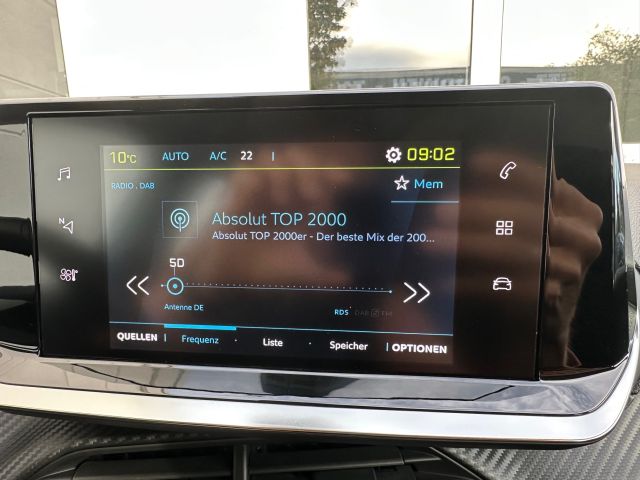 10°C AUTO A/C 22 09:02
RADIO . DAB
Mem
N
Absolut TOP 2000
Absolut TOP 2000er - Der beste Mix der 200...
5D
Antenne DE
RDS DAB FM
QUELLEN Frequenz Liste Speicher OPTIONEN